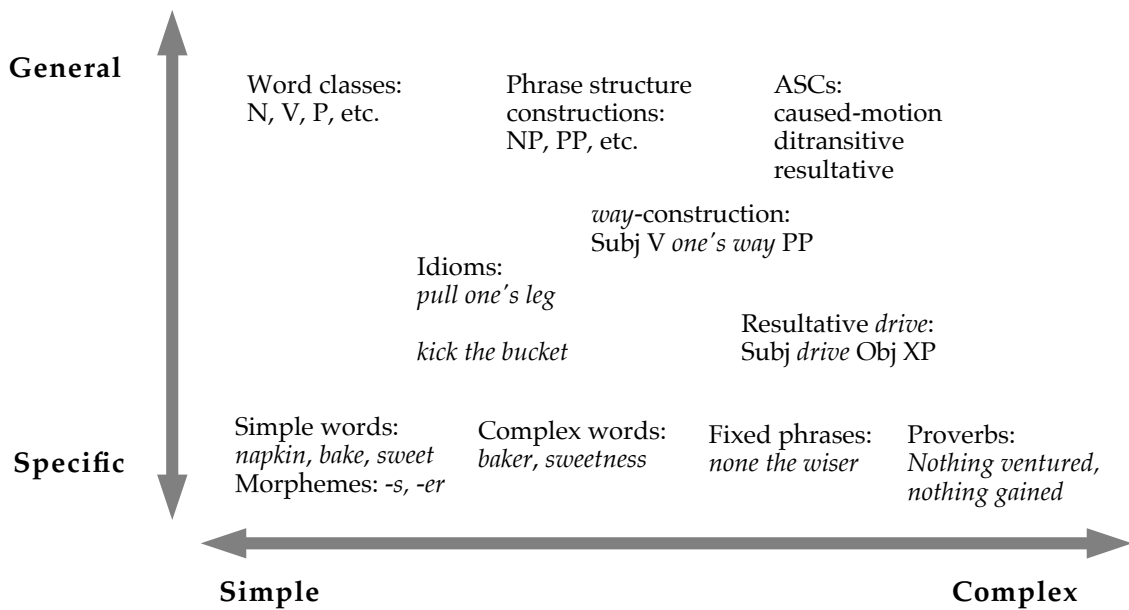 General
Word classes:
N, V, P, etc.
Phrase structure
constructions:
NP, PP, etc.
ASCs:
caused-motion
ditransitive
resultative
way-construction:
Subj V one's way PP
Idioms:
pull one's leg
kick the bucket
Resultative drive:
Subj drive Obj XP
Specific
Simple words:
napkin, bake, sweet
Morphemes: -s, -er
Complex words:
baker, sweetness
Fixed phrases:
none the wiser
Proverbs:
Nothing ventured,
nothing gained
Simple
Complex